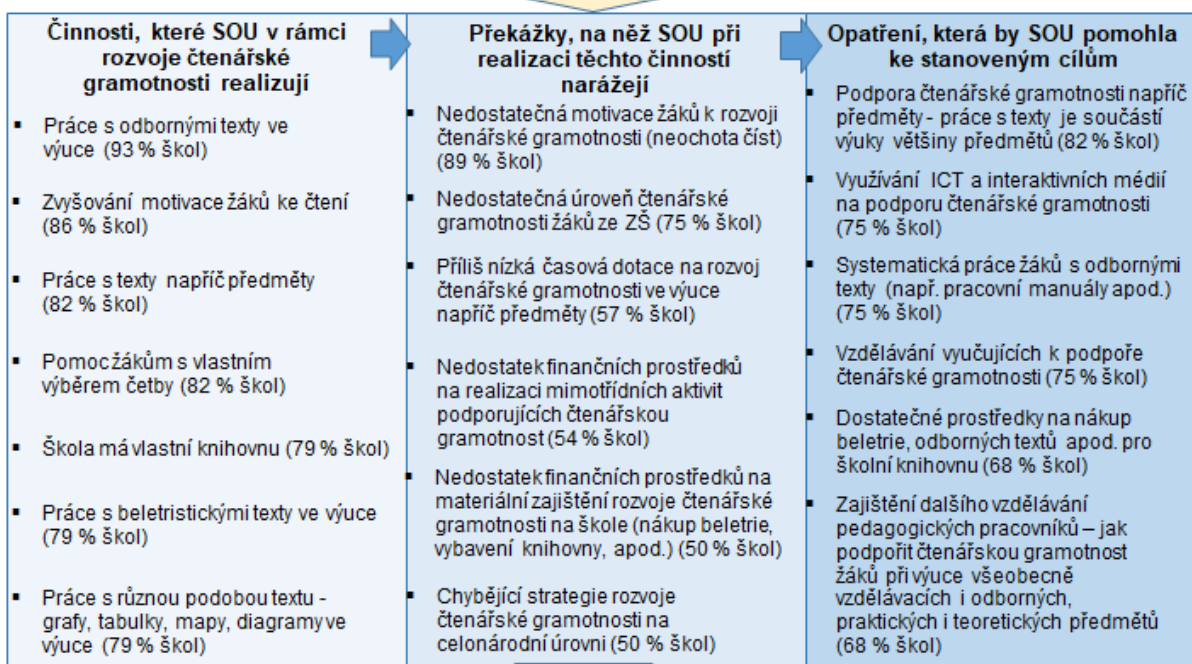 Činnosti, které SOU v rámci
rozvoje čtenářské
gramotnosti realizují
▪ Práce s odbornými texty ve
výuce (93 % škol)
▪ Zvyšování motivace žáků ke čtení
(86 % škol)
▪ Práce s texty napříč předměty
(82 % škol)
▪ Pomoc žákům s vlastním
výběrem četby (82 % škol)
▪ Škola má vlastní knihovnu (79 % škol)
▪ Práce s beletristickými texty ve výuce
(79 % škol)
▪ Práce s různou podobou textu -
grafy, tabulky, mapy, diagramy ve
výuce (79 % škol)
Překážky, na něž SOU při
realizaci těchto činností
narážejí
▪ Nedostatečná motivace žáků k rozvoji
čtenářské gramotnosti (neochota číst)
(89 % škol)
▪ Nedostatečná úroveň čtenářské
gramotnosti žáků ze ZŠ (75 % škol)
▪ Příliš nízká časová dotace na rozvoj
čtenářské gramotnosti ve výuce
napříč předměty (57 % škol)
▪ Nedostatek finančních prostředků
na realizaci mimotřídních aktivit
podporujících čtenářskou
gramotnost (54 % škol)
▪ Nedostatek finančních prostředků na
materiální zajištění rozvoje čtenářské
gramotnosti na škole (nákup beletrie,
vybavení knihovny, apod.) (50 % škol)
▪ Chybějící strategie rozvoje
čtenářské gramotnosti na
celonárodní úrovni (50 % škol)
Opatření, která by SOU pomohla
ke stanoveným cílům
▪ Podpora čtenářské gramotnosti napříč
předměty - práce s texty je součástí
výuky většiny předmětů (82 % škol)
▪ Využívání ICT a interaktivních médií
na podporu čtenářské gramotnosti
(75 % škol)
▪ Systematická práce žáků s odbornými
texty (např. pracovní manuály apod.)
(75 % škol)
▪ Vzdělávání vyučujících k podpoře
čtenářské gramotnosti (75 % škol)
▪ Dostatečné prostředky na nákup
beletrie, odborných textů apod. pro
školní knihovnu (68 % škol)
▪ Zajištění dalšího vzdělávání
pedagogických pracovníků – jak
podpořit čtenářskou gramotnost
žáků při výuce všeobecně
vzdělávacích i odborných,
praktických i teoretických předmětů
(68 % škol)